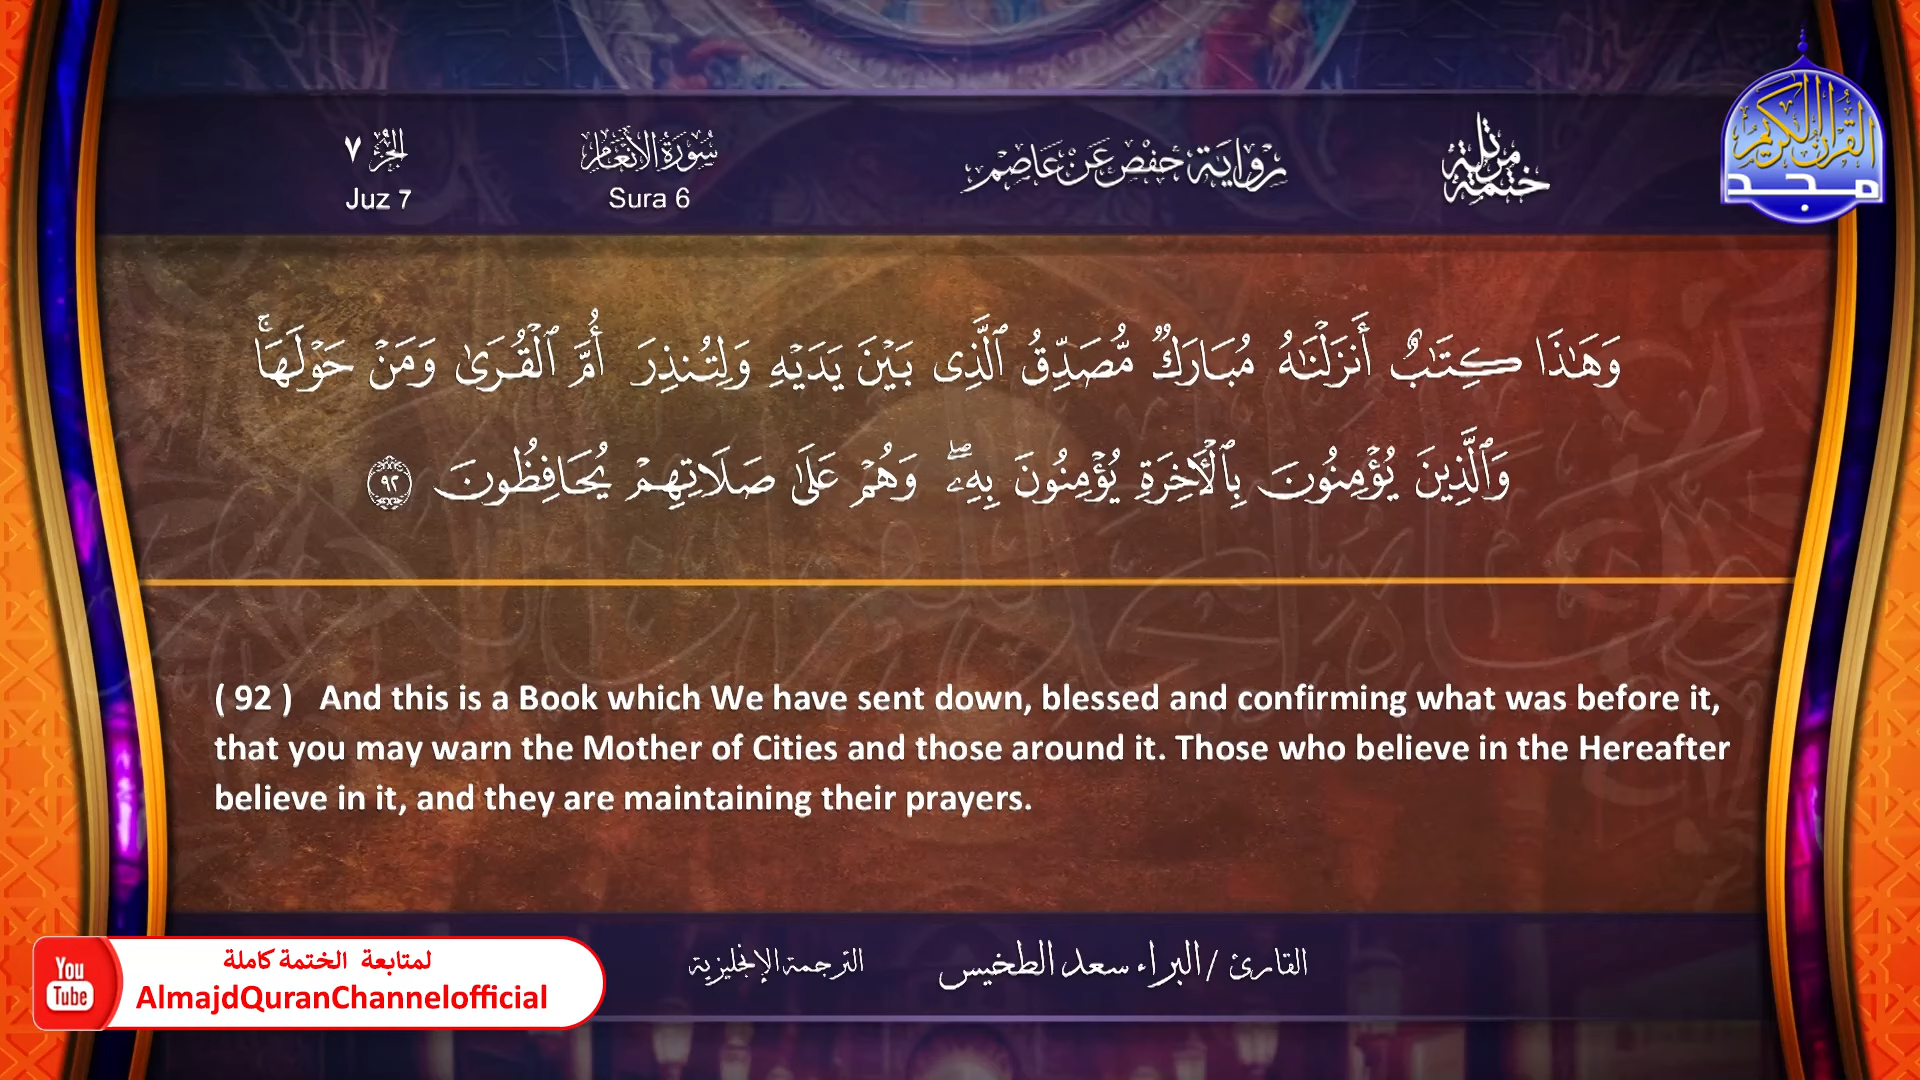 الجزء ٧
Juz 7
سورة الأنعام
Sura 6
رواية حفص عن عاصم
ختمة مرتلة
القرآن الكريم
مجد
وَهَٰذَا كِتَٰبٌ أَنزَلْنَٰهُ مُبَارَكٌ مُّصَدِّقُ ٱلَّذِى بَيْنَ يَدَيْهِ وَلِتُنذِرَ أُمَّ ٱلْقُرَىٰ وَمَنْ حَوْلَهَاۚ
وَٱلَّذِينَ يُؤْمِنُونَ بِٱلْأَخِرَةِ يُؤْمِنُونَ بِهِۦۖ وَهُمْ عَلَىٰ صَلَاتِهِمْ يُحَافِظُونَ ٩٢
( 92 ) And this is a Book which We have sent down, blessed and confirming what was before it,
that you may warn the Mother of Cities and those around it. Those who believe in the Hereafter
believe in it, and they are maintaining their prayers.
القارئ / البراء سعد الطخيس
الترجمة الإنجليزية
You
Tube
لمتابعة الختمة كاملة
AlmajdQuranChannelofficial